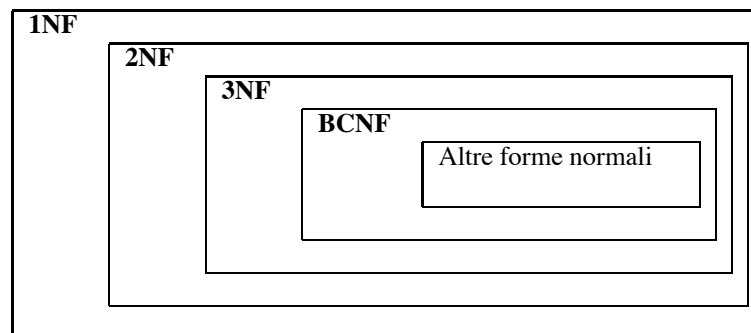 1NF
2NF
3NF
BCNF
Altre forme normali